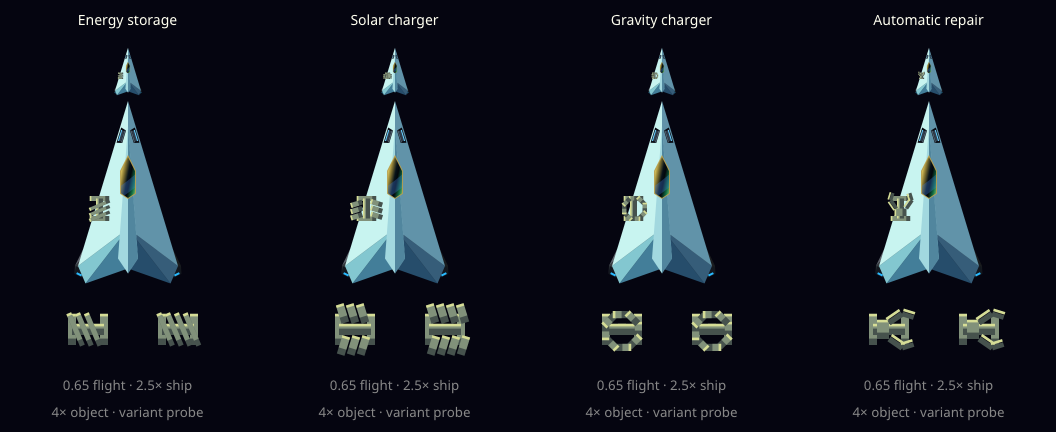 Energy storage
Solar charger
Gravity charger
Automatic repair
0.65 flight · 2.5× ship
0.65 flight · 2.5× ship
0.65 flight · 2.5× ship
0.65 flight · 2.5× ship
4× object · variant probe
4× object · variant probe
4× object · variant probe
4× object · variant probe